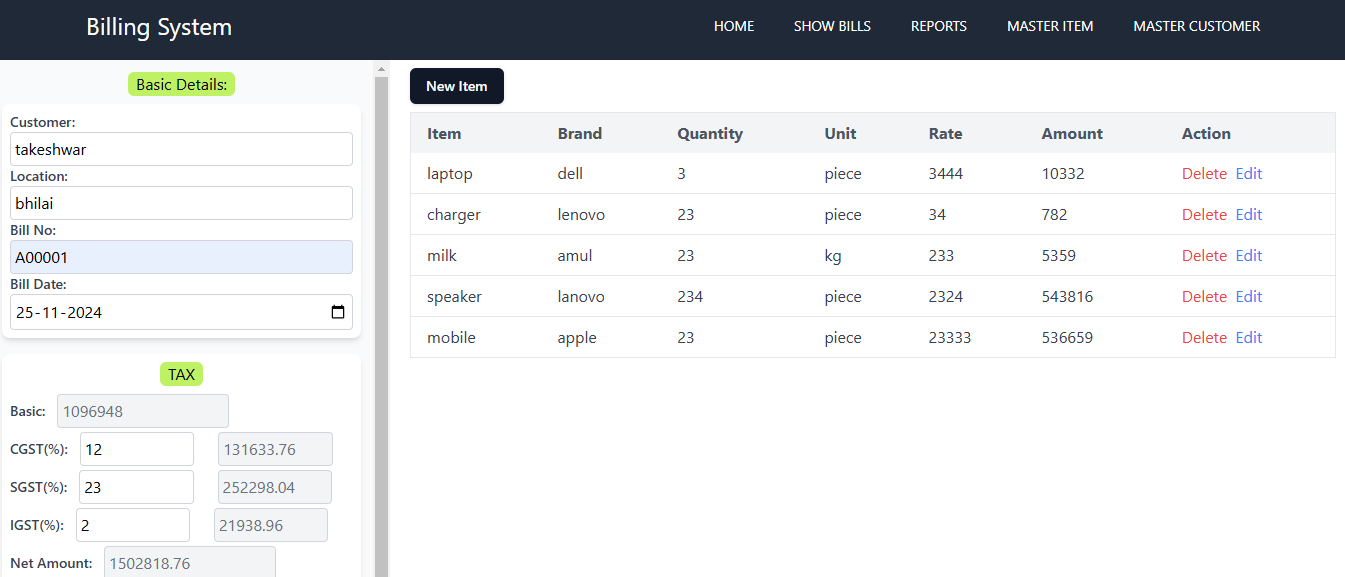 Billing System
HOME SHOW BILLS REPORTS MASTER ITEM MASTER CUSTOMER
Basic Details:
Customer:
takeshwar
Location:
bhilai
Bill No:
A00001
Bill Date:
25-11-2024
TAX
Basic: 1096948
CGST(%): 12 131633.76
SGST(%): 23 252298.04
IGST(%): 2 21938.96
Net Amount: 1502818.76
New Item
Item Brand Quantity Unit Rate Amount Action
laptop dell 3 piece 3444 10332 Delete Edit
charger lenovo 23 piece 34 782 Delete Edit
milk amul 23 kg 233 5359 Delete Edit
speaker lanovo 234 piece 2324 543816 Delete Edit
mobile apple 23 piece 23333 536659 Delete Edit